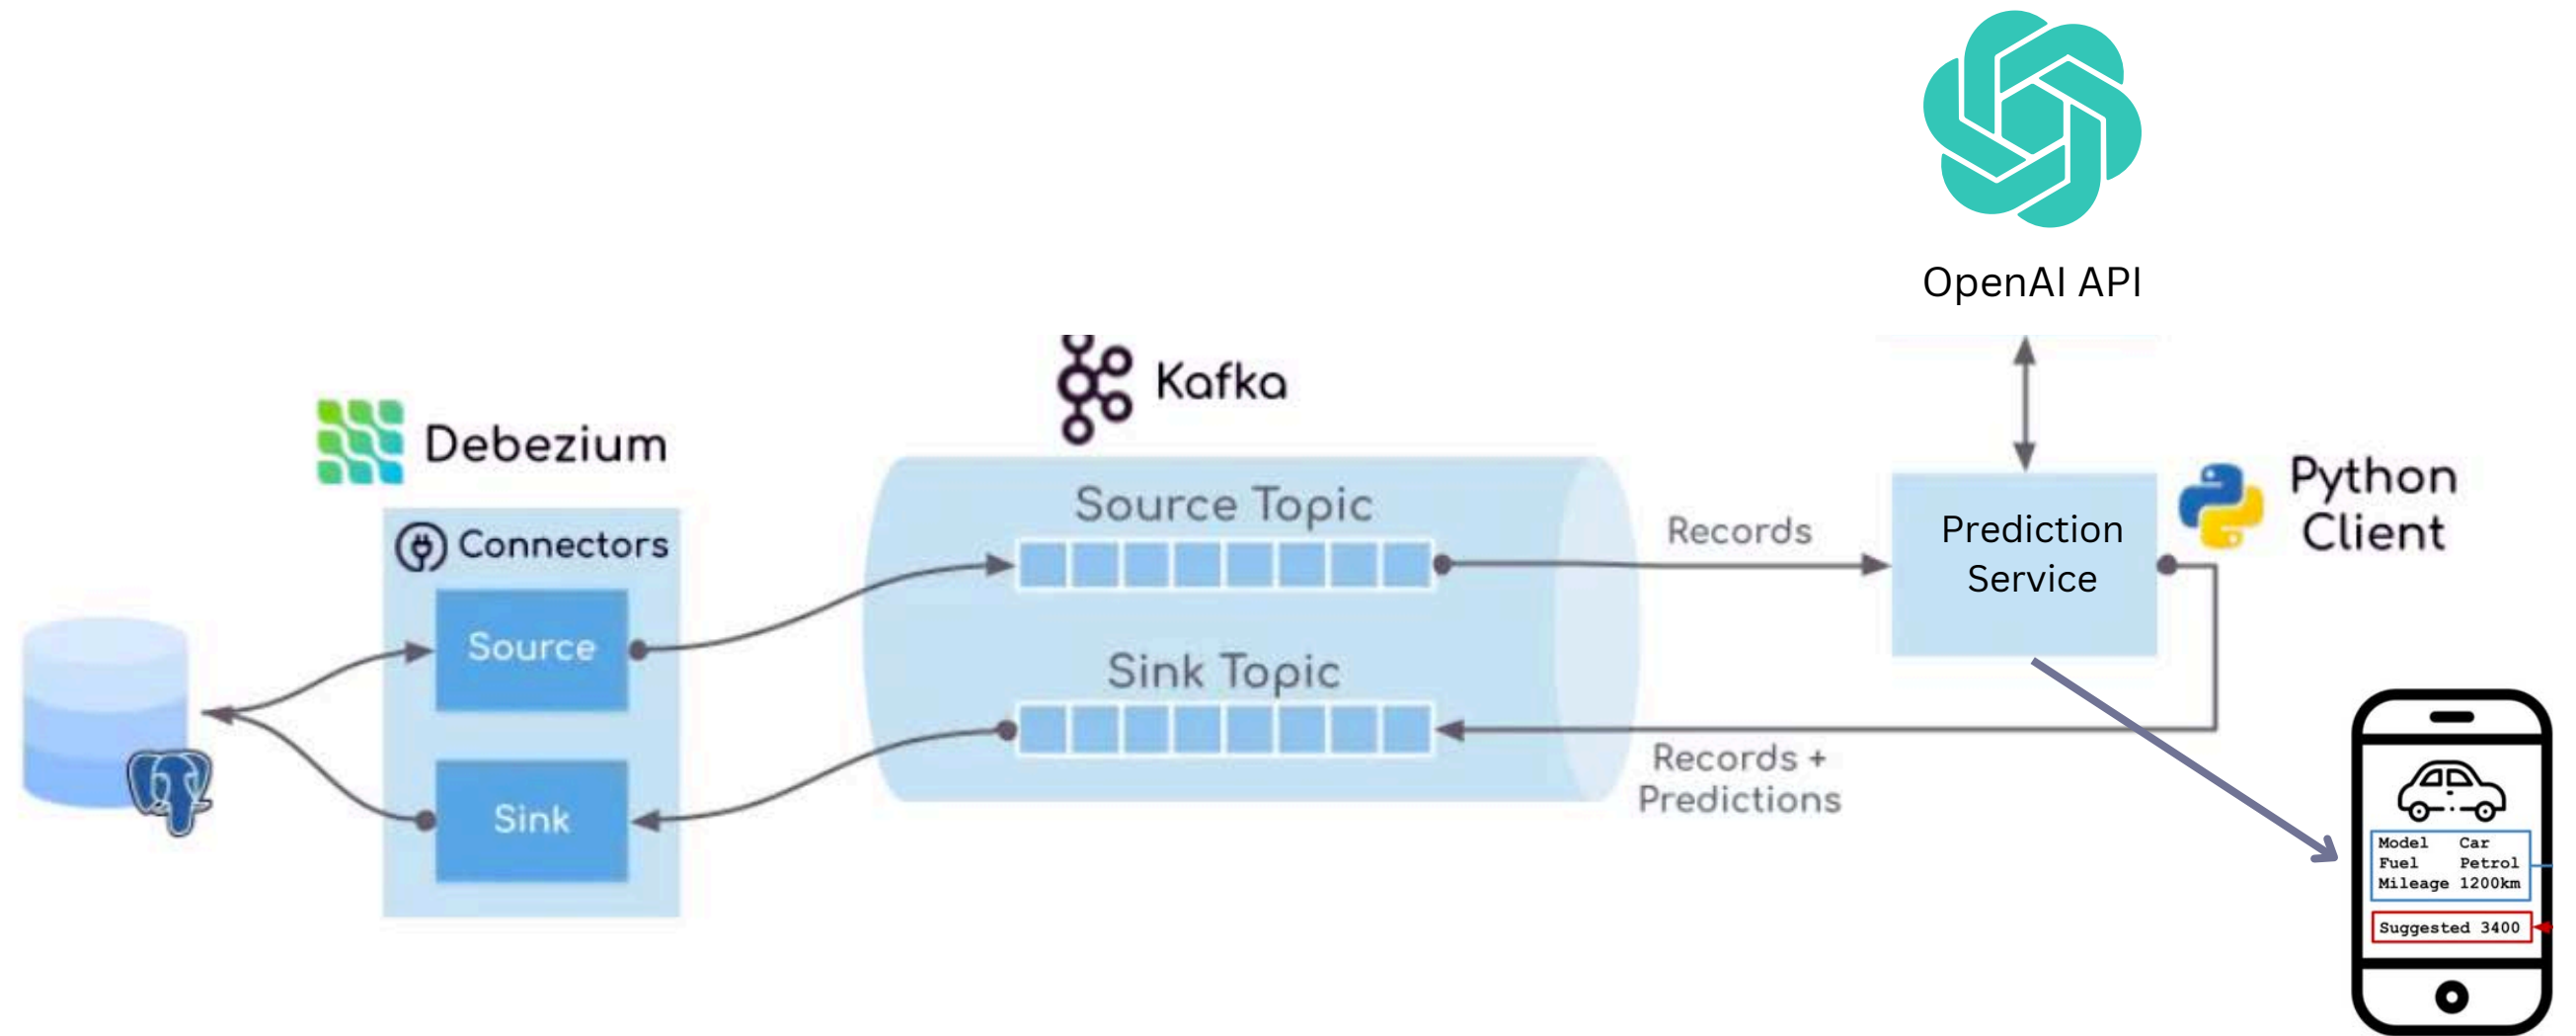 OpenAI API
Kafka
Debezium
Connectors
Source
Sink
Source Topic
Sink Topic
Records
Records +
Predictions
Prediction
Service
Python
Client
Model Car
Fuel Petrol
Mileage 1200km
Suggested 3400